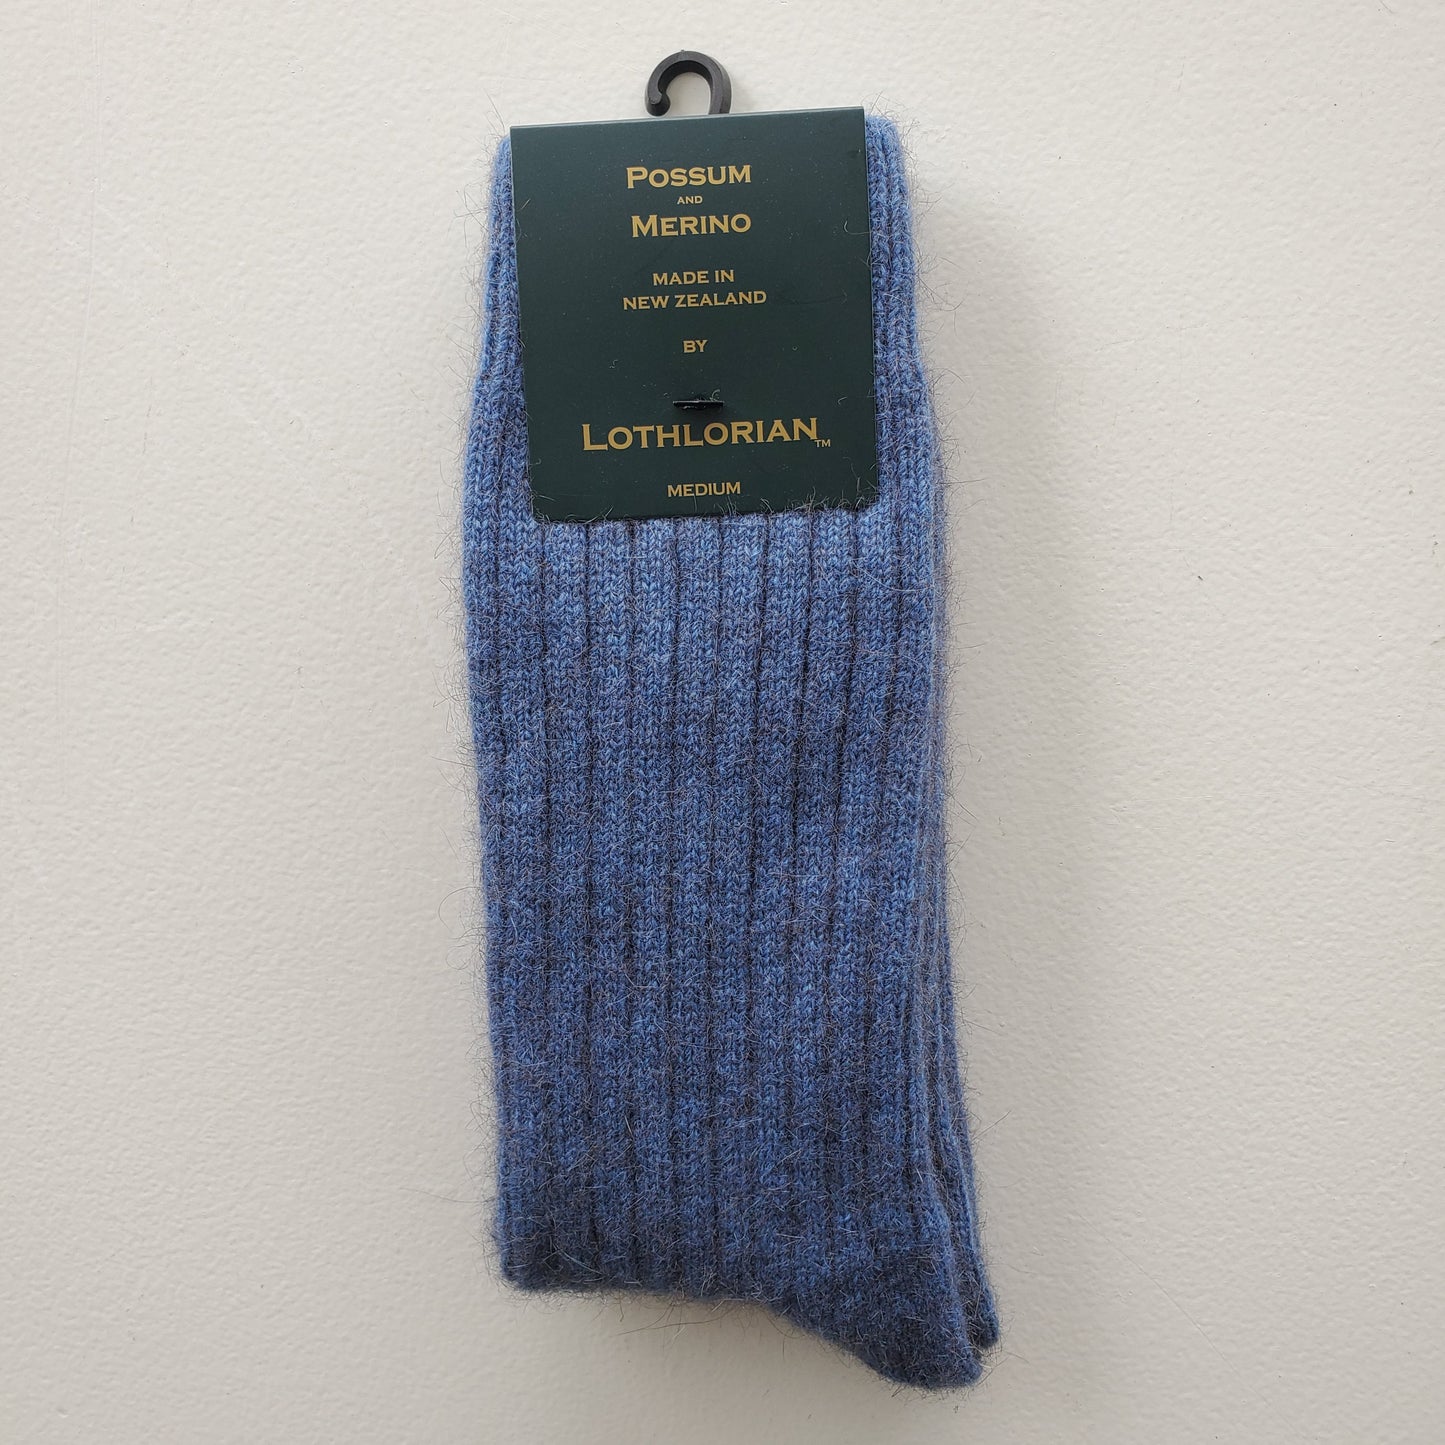 POSSUM
AND
MERINO
MADE IN
NEW ZEALAND
BY
LOTHLORIAN™
MEDIUM